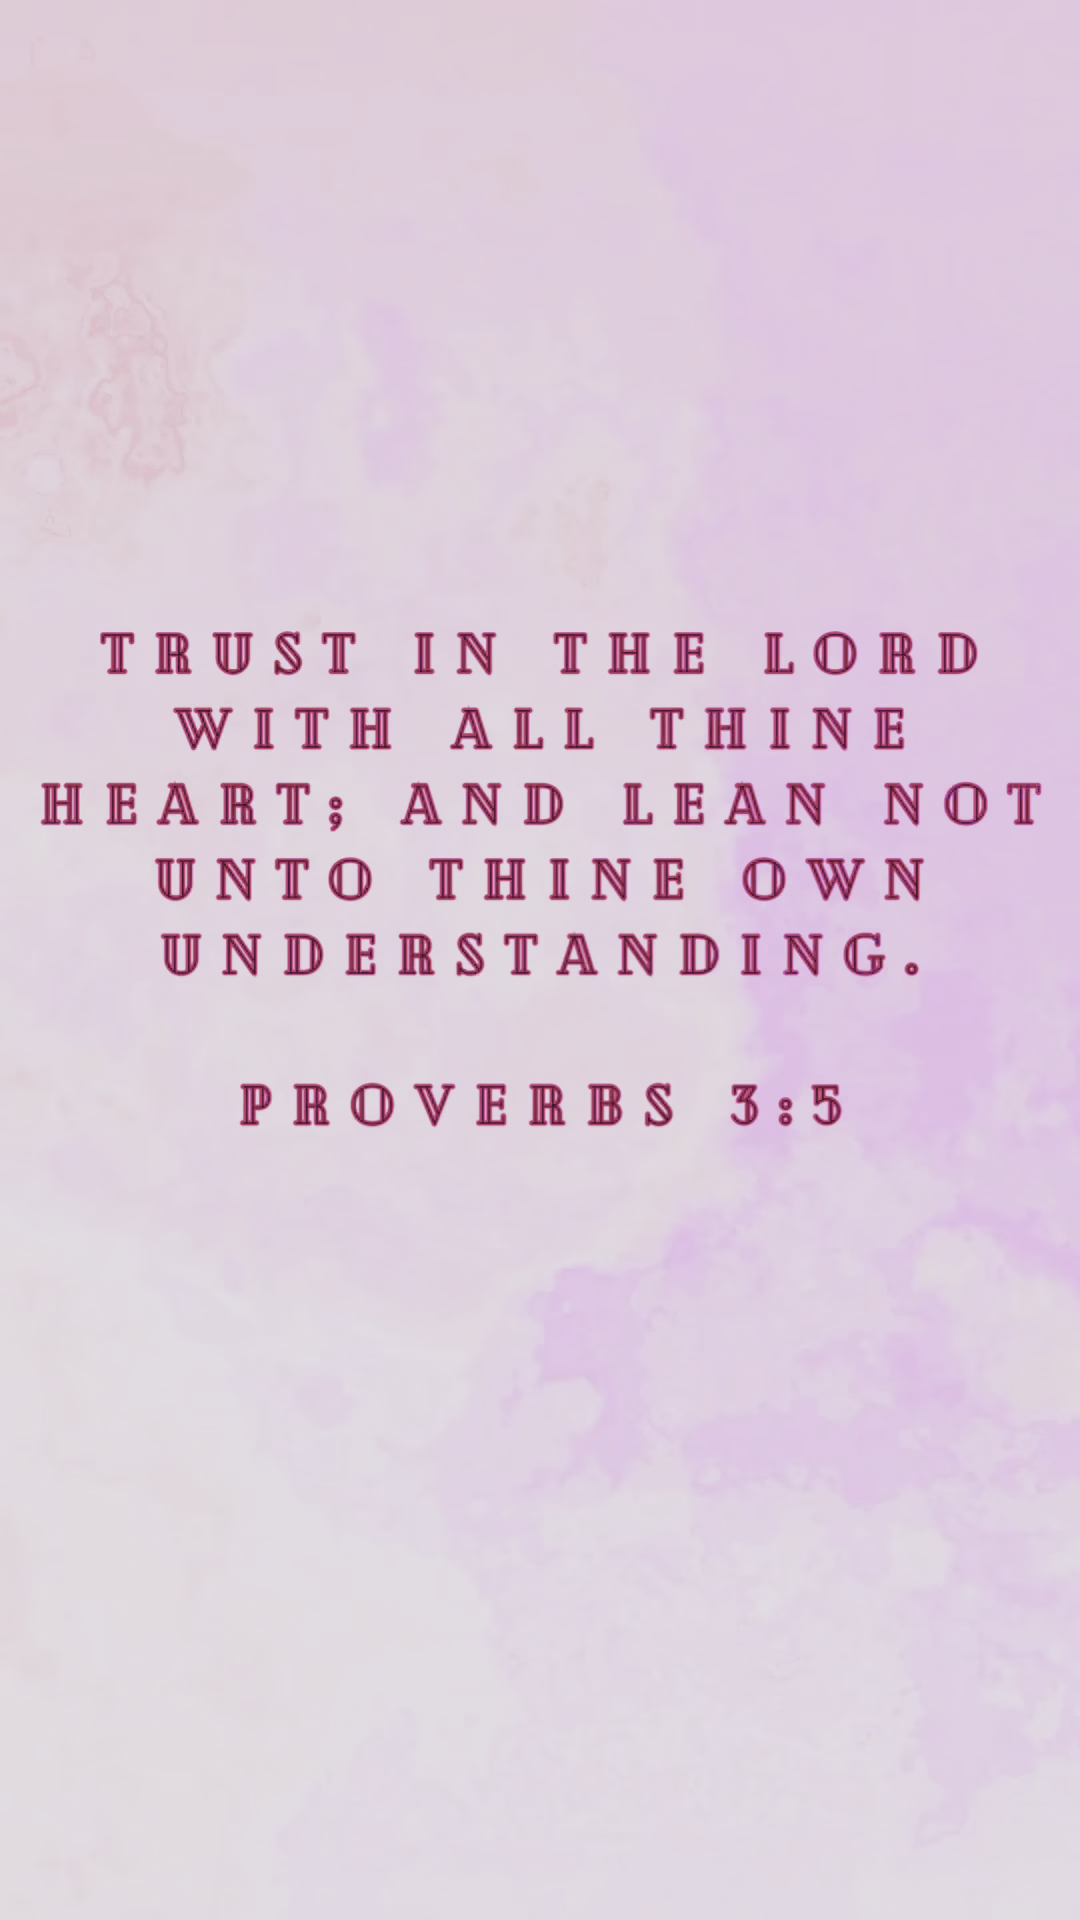 TRUST IN THE LORD
WITH ALL THINE
HEART; AND LEAN NOT
UNTO THINE OWN
UNDERSTANDING.
PROVERBS 3:5